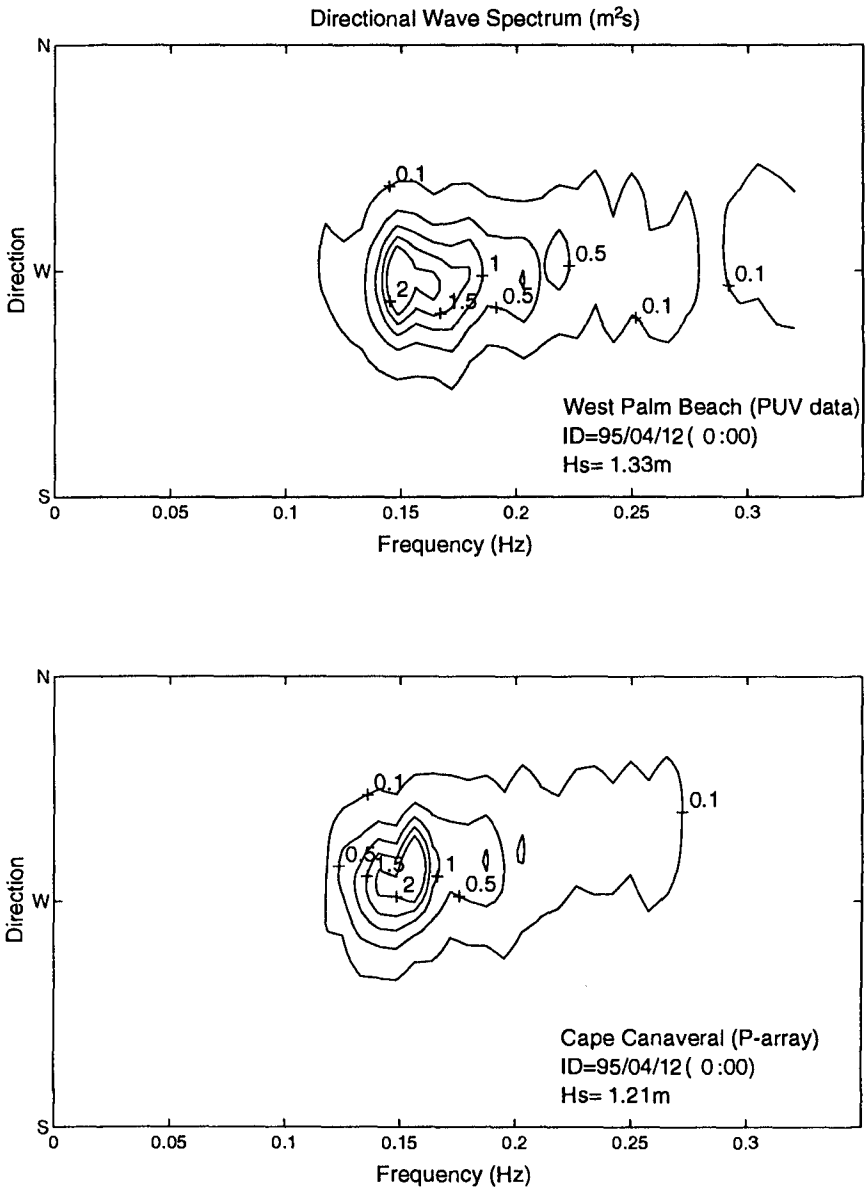 Directional Wave Spectrum (m²s)
N
0.1
Direction
W
2
1.5
1
0.5
0.5
0.1
0.1
West Palm Beach (PUV data)
ID=95/04/12 ( 0:00)
Hs= 1.33m
S
0 0.05 0.1 0.15 0.2 0.25 0.3
Frequency (Hz)
N
0.1
0.1
Direction
0.5
1.5
1
W
2
0.5
Cape Canaveral (P-array)
ID=95/04/12 ( 0:00)
Hs= 1.21m
S
0 0.05 0.1 0.15 0.2 0.25 0.3
Frequency (Hz)